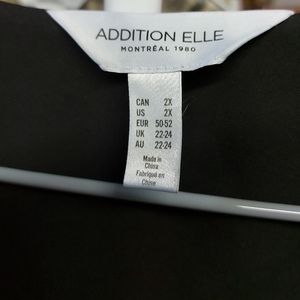 ADDITION ELLE
MONTRÉAL 1980
CAN 2X
US 2X
EUR 50-52
UK 22-24
AU 22-24
Made in
China
Fabriqué en
Chine